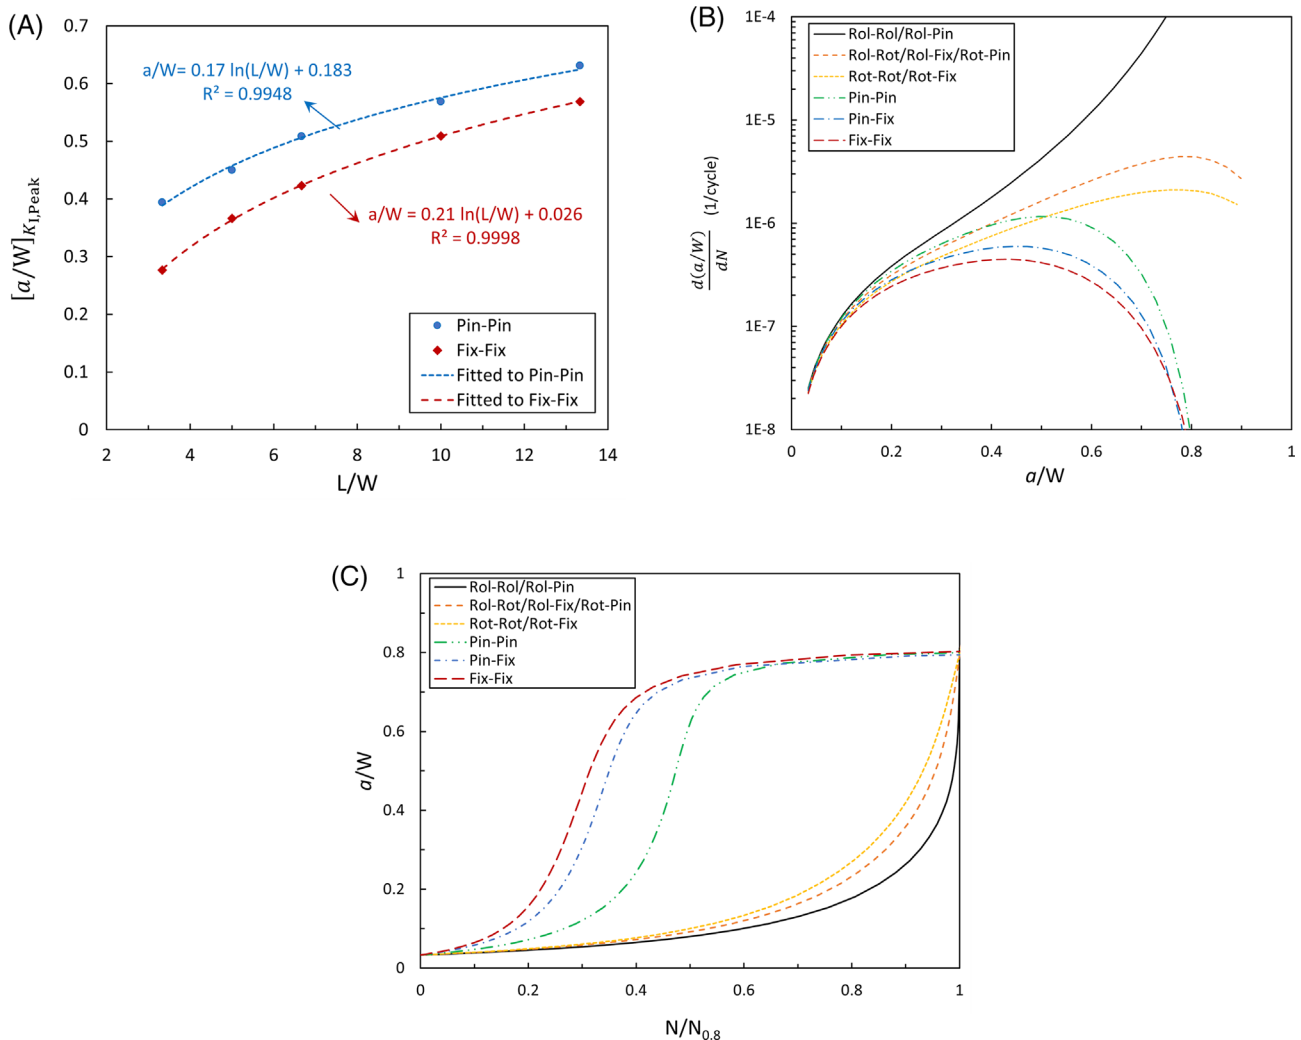 (A)
0.7
0.6
0.5
0.4
0.3
0.2
0.1
0
[a/W]K_I,Peak
a/W= 0.17 ln(L/W) + 0.183
R² = 0.9948
a/W = 0.21 ln(L/W) + 0.026
R² = 0.9998
Pin-Pin
Fix-Fix
Fitted to Pin-Pin
Fitted to Fix-Fix
2 4 6 8 10 12 14
L/W
(B)
1E-4
1E-5
1E-6
1E-7
1E-8
d(a/W)
dN
(1/cycle)
Rol-Rol/Rol-Pin
Rol-Rot/Rol-Fix/Rot-Pin
Rot-Rot/Rot-Fix
Pin-Pin
Pin-Fix
Fix-Fix
0 0.2 0.4 0.6 0.8 1
a/W
(C)
1
0.8
0.6
0.4
0.2
0
a/W
Rol-Rol/Rol-Pin
Rol-Rot/Rol-Fix/Rot-Pin
Rot-Rot/Rot-Fix
Pin-Pin
Pin-Fix
Fix-Fix
0 0.2 0.4 0.6 0.8 1
N/N0.8